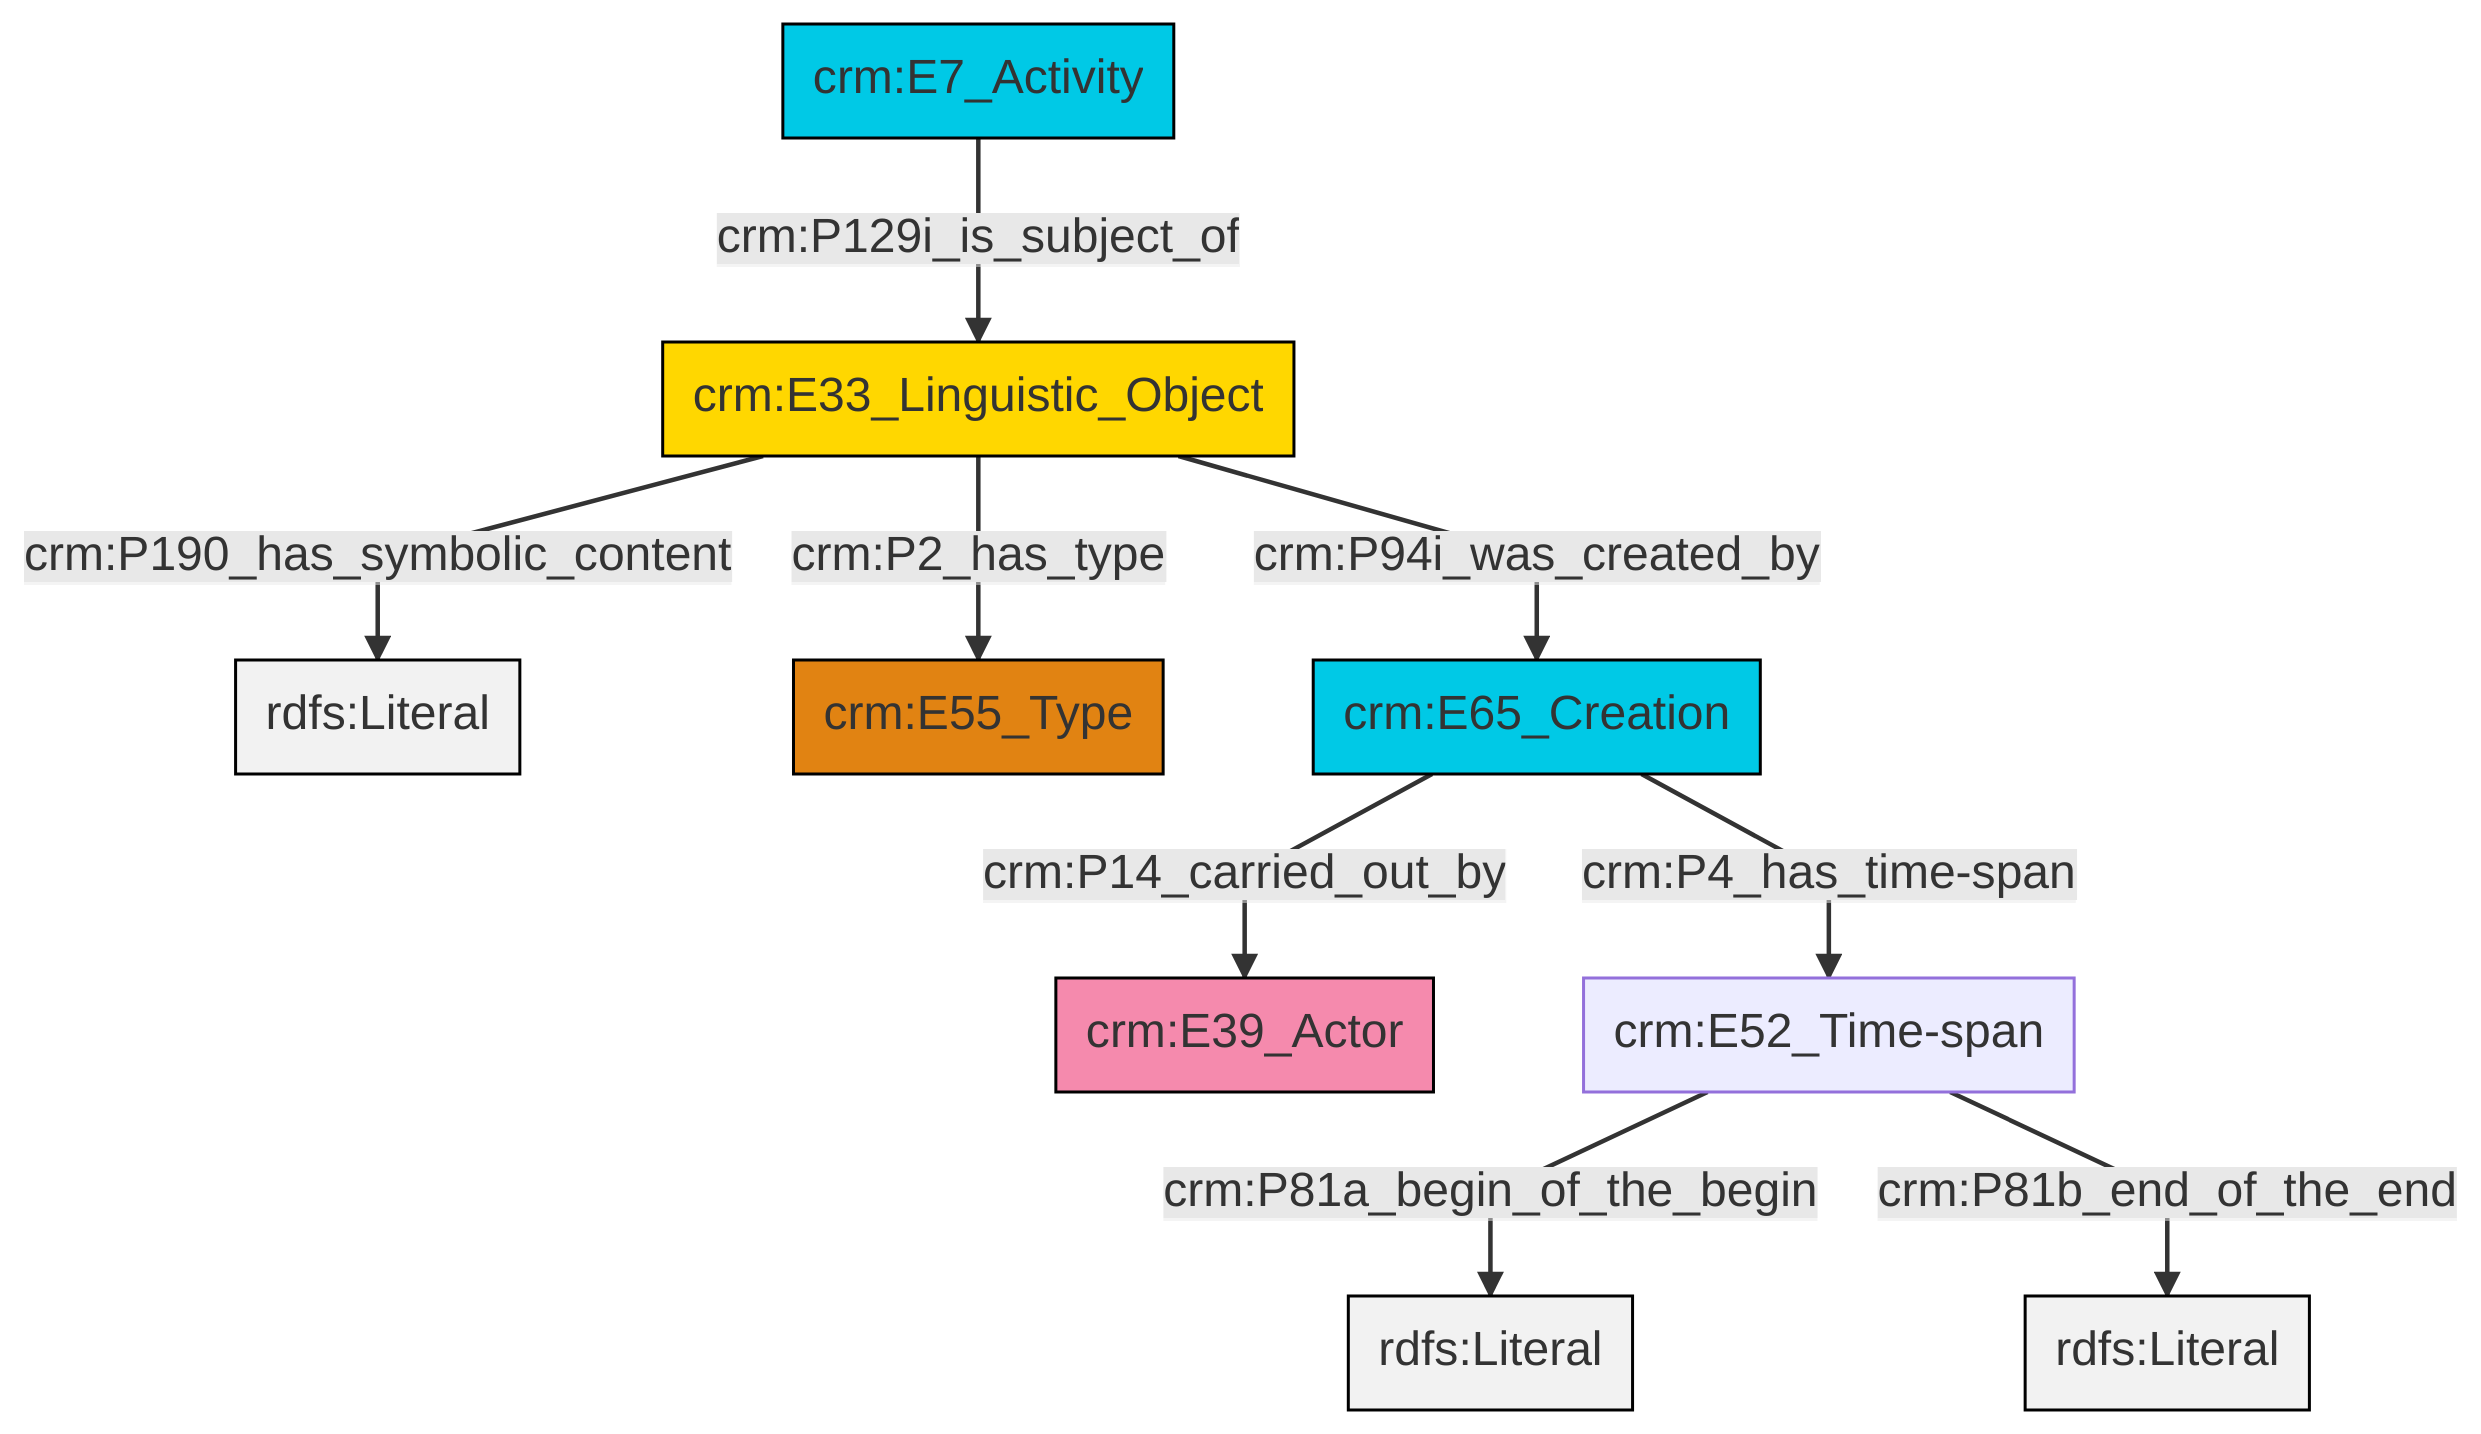 crm:E7_Activity
crm:P129i_is_subject_of
crm:E33_Linguistic_Object
crm:P190_has_symbolic_content
crm:P2_has_type
crm:P94i_was_created_by
rdfs:Literal
crm:E55_Type
crm:E65_Creation
crm:P14_carried_out_by
crm:P4_has_time-span
crm:E39_Actor
crm:E52_Time-span
crm:P81a_begin_of_the_begin
crm:P81b_end_of_the_end
rdfs:Literal
rdfs:Literal